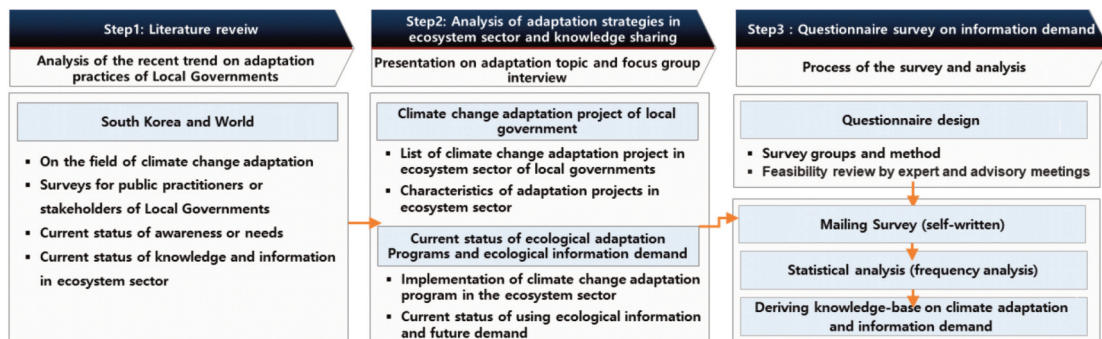 Step1: Literature reveiw
Analysis of the recent trend on adaptation
practices of Local Governments
South Korea and World
▪ On the field of climate change adaptation
▪ Surveys for public practitioners or
stakeholders of Local Governments
▪ Current status of awareness or needs
▪ Current status of knowledge and information
in ecosystem sector
Step2: Analysis of adaptation strategies in
ecosystem sector and knowledge sharing
Presentation on adaptation topic and focus group
interview
Climate change adaptation project of local
government
▪ List of climate change adaptation project in
ecosystem sector of local governments
▪ Characteristics of adaptation projects in
ecosystem sector
Current status of ecological adaptation
Programs and ecological information demand
▪ Implementation of climate change adaptation
program in the ecosystem sector
▪ Current status of using ecological information
and future demand
Step3 : Questionnaire survey on information demand
Process of the survey and analysis
Questionnaire design
▪ Survey groups and method
▪ Feasibility review by expert and advisory meetings
Mailing Survey (self-written)
Statistical analysis (frequency analysis)
Deriving knowledge-base on climate adaptation
and information demand